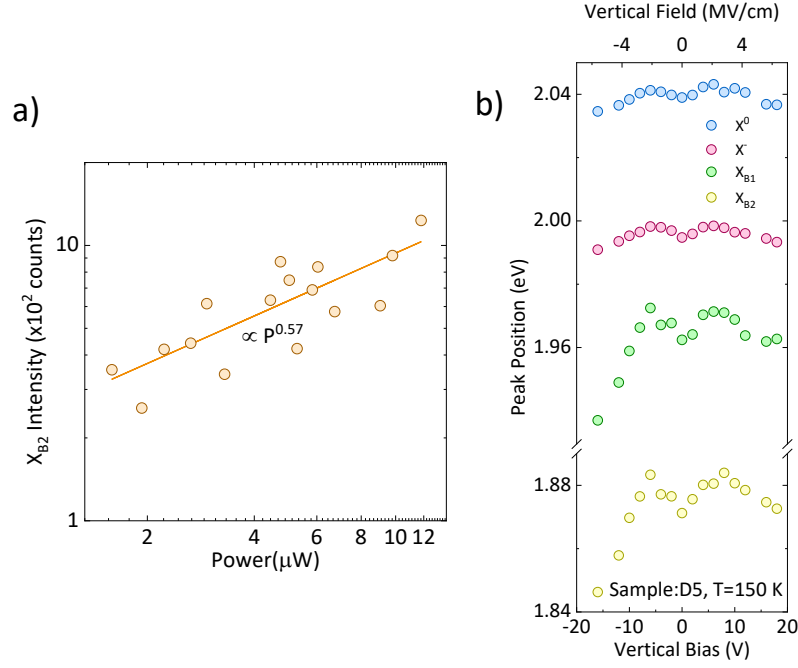 a)
10
1
X_B2 Intensity (x10² counts)
∝ P^0.57
2
4
6
8
10
12
Power(μW)
b)
Vertical Field (MV/cm)
-4
0
4
2.04
2.00
1.96
1.88
1.84
Peak Position (eV)
X⁰
X⁻
X_B1
X_B2
Sample:D5, T=150 K
-20
-10
0
10
20
Vertical Bias (V)